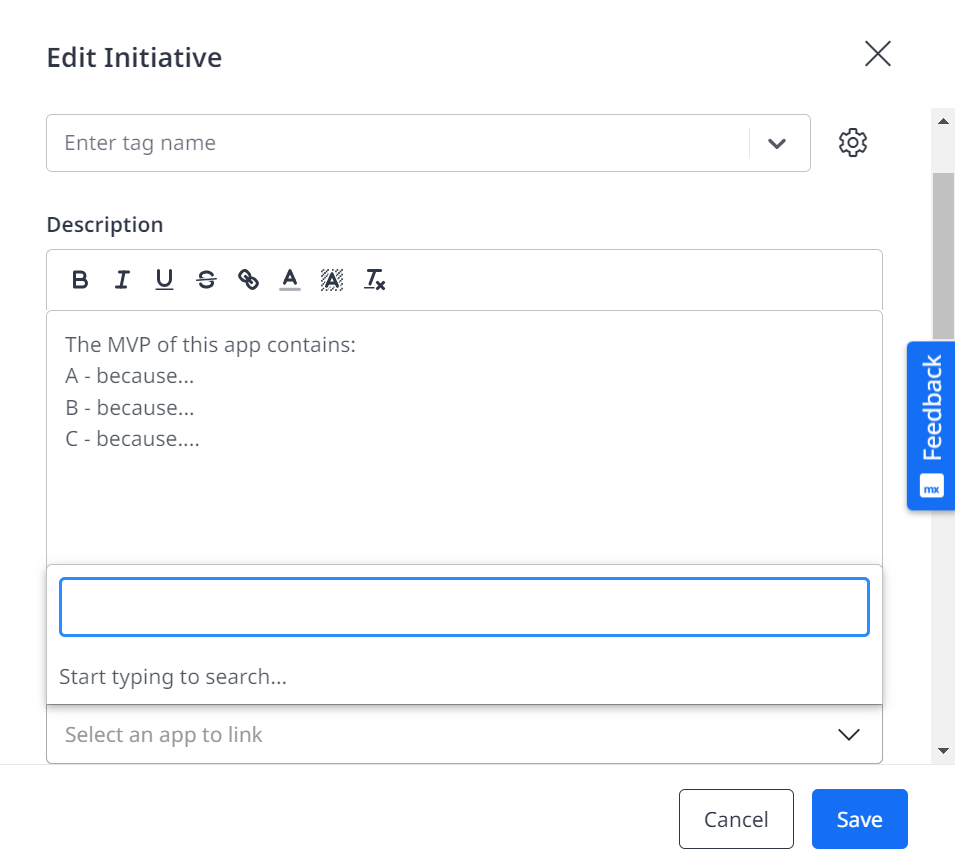 Edit Initiative
Enter tag name
Description
B I U S A A Tx
The MVP of this app contains:
A - because...
B - because...
C - because....
Start typing to search...
Select an app to link
Cancel
Save
Feedback
mx